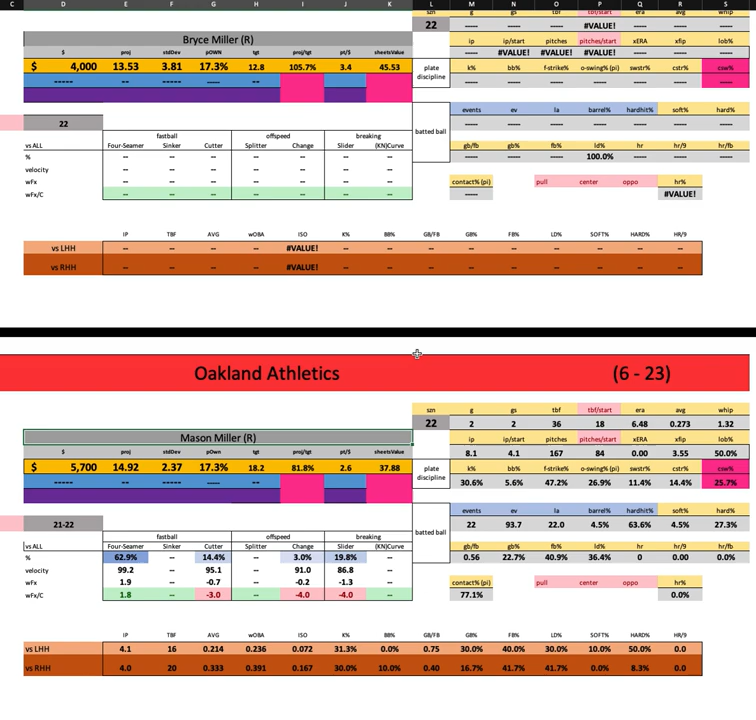 C D E F G H I J K L M N O P Q R S
szn g gs tbf tbf/start era avg whip
22 ----- ----- ----- #VALUE! ----- ----- -----
Bryce Miller (R)
ip ip/start pitches pitches/start xERA xfip lob%
$ proj stdDev pOWN tgt proj/tgt pt/$ sheetsValue
----- #VALUE! #VALUE! #VALUE! ----- ----- -----
$ 4,000 13.53 3.81 17.3% 12.8 105.7% 3.4 45.53
plate discipline
k% bb% f-strike% o-swing% (pi) swstr% cstr% csw%
----- -- ----- --
----- ----- ----- ----- ----- ----- -----
events ev la barrel% hardhit% soft% hard%
22
----- ----- ----- ----- ----- ----- -----
batted ball
fastball offspeed breaking
vs ALL Four-Seamer Sinker Cutter Splitter Change Slider (KN)Curve
gb/fb gb% fb% ld% hr hr/9 hr/fb
% -- -- -- -- -- -- --
----- ----- ----- 100.0% ----- ----- -----
velocity -- -- -- -- -- -- --
wFx -- -- -- -- -- -- --
contact% (pi) pull center oppo hr%
wFx/C -- -- -- -- -- -- --
----- #VALUE!
IP TBF AVG wOBA ISO K% BB% GB/FB GB% FB% LD% SOFT% HARD% HR/9
vs LHH -- -- -- -- #VALUE! -- -- -- -- -- -- -- -- --
vs RHH -- -- -- -- #VALUE! -- -- -- -- -- -- -- -- --
Oakland Athletics (6 - 23)
szn g gs tbf tbf/start era avg whip
22 2 2 36 18 6.48 0.273 1.32
Mason Miller (R)
ip ip/start pitches pitches/start xERA xfip lob%
$ proj stdDev pOwn tgt proj/tgt pt/$ sheetsValue
8.1 4.1 167 84 0.00 3.55 50.0%
$ 5,700 14.92 2.37 17.3% 18.2 81.8% 2.6 37.88
plate discipline
k% bb% f-strike% o-swing% (pi) swstr% cstr% csw%
----- -- ----- --
30.6% 5.6% 47.2% 26.9% 11.4% 14.4% 25.7%
events ev la barrel% hardhit% soft% hard%
21-22
22 93.7 22.0 4.5% 63.6% 4.5% 27.3%
batted ball
fastball offspeed breaking
vs ALL Four-Seamer Sinker Cutter Splitter Change Slider (KN)Curve
gb/fb gb% fb% ld% hr hr/9 hr/fb
% 62.9% -- 14.4% -- 3.0% 19.8% --
0.56 22.7% 40.9% 36.4% 0 0.00 0.0%
velocity 99.2 -- 95.1 -- 91.0 86.8 --
wFx 1.9 -- -0.7 -- -0.2 -1.3 --
contact% (pi) pull center oppo hr%
wFx/C 1.8 -- -3.0 -- -4.0 -4.0 --
77.1% 0.0%
IP TBF AVG wOBA ISO K% BB% GB/FB GB% FB% LD% SOFT% HARD% HR/9
vs LHH 4.1 16 0.214 0.236 0.072 31.3% 0.0% 0.75 30.0% 40.0% 30.0% 10.0% 50.0% 0.0
vs RHH 4.0 20 0.333 0.391 0.167 30.0% 10.0% 0.40 16.7% 41.7% 41.7% 0.0% 8.3% 0.0